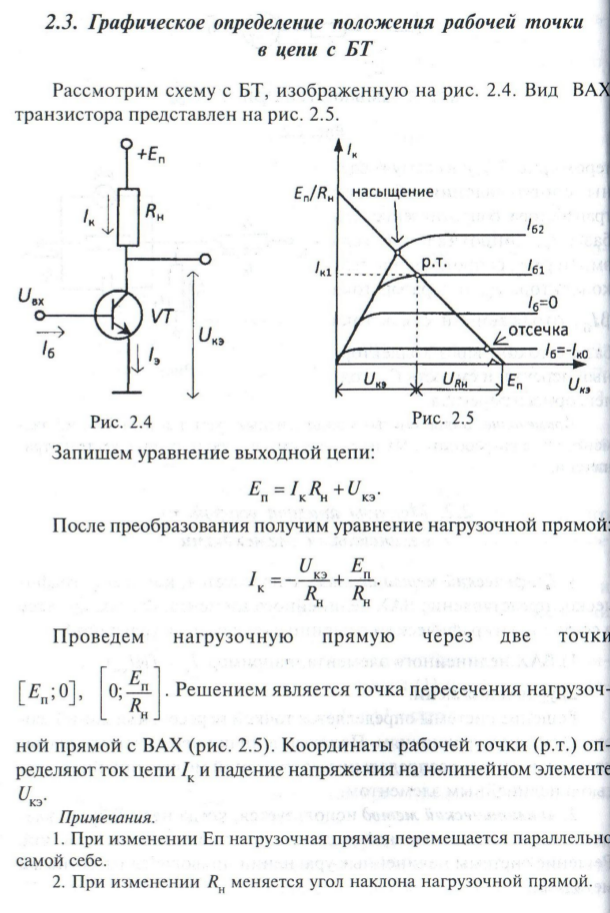 2.3. Графическое определение положения рабочей точки
в цепи с БТ
Рассмотрим схему с БТ, изображенную на рис. 2.4. Вид ВАХ
транзистора представлен на рис. 2.5.
+Eп
Iк
Rн
Uвх
VT
Iб
Iэ
Uкэ
Рис. 2.4
Iк
Eп/Rн
насыщение
Iб2
Iк1
р.т.
Iб1
Iб=0
отсечка
Iб=-Iк0
Uкэ
URн
Eп
Uкэ
Рис. 2.5
Запишем уравнение выходной цепи:
Eп = IкRн + Uкэ.
После преобразования получим уравнение нагрузочной прямой:
Iк = -Uкэ/Rн + Eп/Rн.
Проведем нагрузочную прямую через две точки
[Eп;0], [0; Eп/Rн]. Решением является точка пересечения нагрузоч-
ной прямой с ВАХ (рис. 2.5). Координаты рабочей точки (р.т.) оп-
ределяют ток цепи Iк и падение напряжения на нелинейном элементе
Uкэ.
Примечания.
1. При изменении Еп нагрузочная прямая перемещается параллельно
самой себе.
2. При изменении Rн меняется угол наклона нагрузочной прямой.